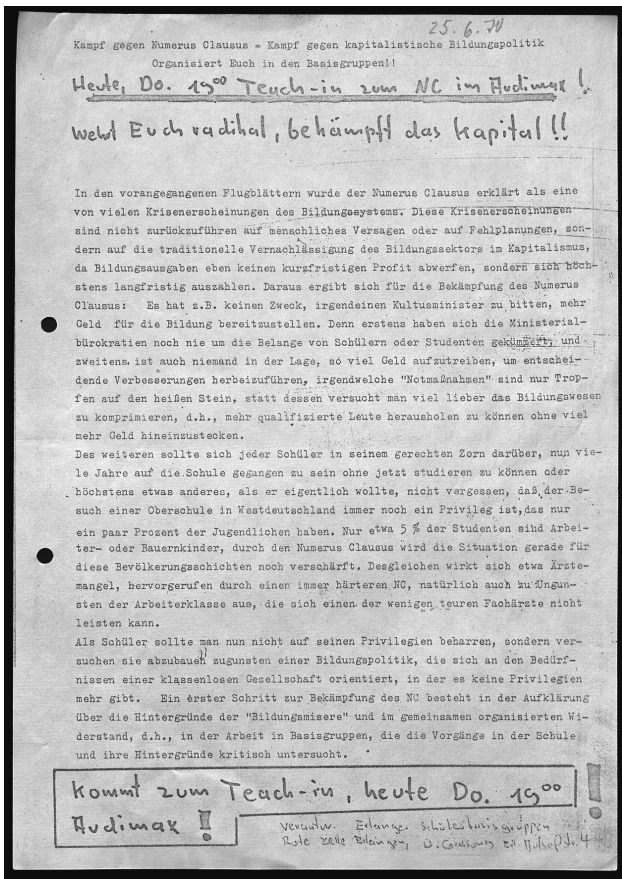 25.6.70
Kampf gegen Numerus Clausus = Kampf gegen kapitalistische Bildungspolitik
Organisiert Euch in den Basisgruppen!!
Heute, Do. 19⁰⁰ Teach-in zum NC im Audimax!
Wehrt Euch radikal, bekämpft das Kapital!!
In den vorangegangenen Flugblättern wurde der Numerus Clausus erklärt als eine
von vielen Krisenerscheinungen des Bildungssystems. Diese Krisenerscheinungen
sind nicht zurückzuführen auf menschliches Versagen oder auf Fehlplanungen, son-
dern auf die traditionelle Vernachlässigung des Bildungssektors im Kapitalismus,
da Bildungsausgaben eben keinen kurzfristigen Profit abwerfen, sondern sich höch-
stens langfristig auszahlen. Daraus ergibt sich für die Bekämpfung des Numerus
Clausus: Es hat z.B. keinen Zweck, irgendeinen Kultusminister zu bitten, mehr
Geld für die Bildung bereitzustellen. Denn erstens haben sich die Ministerial-
bürokratien noch nie um die Belange von Schülern oder Studenten gekümmert, und
zweitens ist auch niemand in der Lage, so viel Geld aufzutreiben, um entschei-
dende Verbesserungen herbeizuführen, irgendwelche "Notmaßnahmen" sind nur Trop-
fen auf den heißen Stein, statt dessen versucht man viel lieber das Bildungswesen
zu komprimieren, d.h., mehr qualifizierte Leute herausholen zu können ohne viel
mehr Geld hineinzustecken.
Des weiteren sollte sich jeder Schüler in seinem gerechten Zorn darüber, nun vie-
le Jahre auf die Schule gegangen zu sein ohne jetzt studieren zu können oder
höchstens etwas anderes, als er eigentlich wollte, nicht vergessen, daß der Be-
such einer Oberschule in Westdeutschland immer noch ein Privileg ist, das nur
ein paar Prozent der Jugendlichen haben. Nur etwa 5 % der Studenten sind Arbei-
ter- oder Bauernkinder, durch den Numerus Clausus wird die Situation gerade für
diese Bevölkerungsschichten noch verschärft. Desgleichen wirkt sich etwa Ärzte-
mangel, hervorgerufen durch einen immer härteren NC, natürlich auch zu Ungun-
sten der Arbeiterklasse aus, die sich einen der wenigen teuren Fachärzte nicht
leisten kann.
Als Schüler sollte man nun nicht auf seinen Privilegien beharren, sondern ver-
suchen sie abzubauen zugunsten einer Bildungspolitik, die sich an den Bedürf-
nissen einer klassenlosen Gesellschaft orientiert, in der es keine Privilegien
mehr gibt. Ein erster Schritt zur Bekämpfung des NC besteht in der Aufklärung
über die Hintergründe der "Bildungsmisere" und im gemeinsamen organisierten Wi-
derstand, d.h., in der Arbeit in Basisgruppen, die die Vorgänge in der Schule
und ihre Hintergründe kritisch untersucht.
Kommt zum Teach-in, heute Do. 19⁰⁰
Audimax!
Verantw. Erlanger Schülerbasisgruppen
Rote Zelle Erlangen, 4